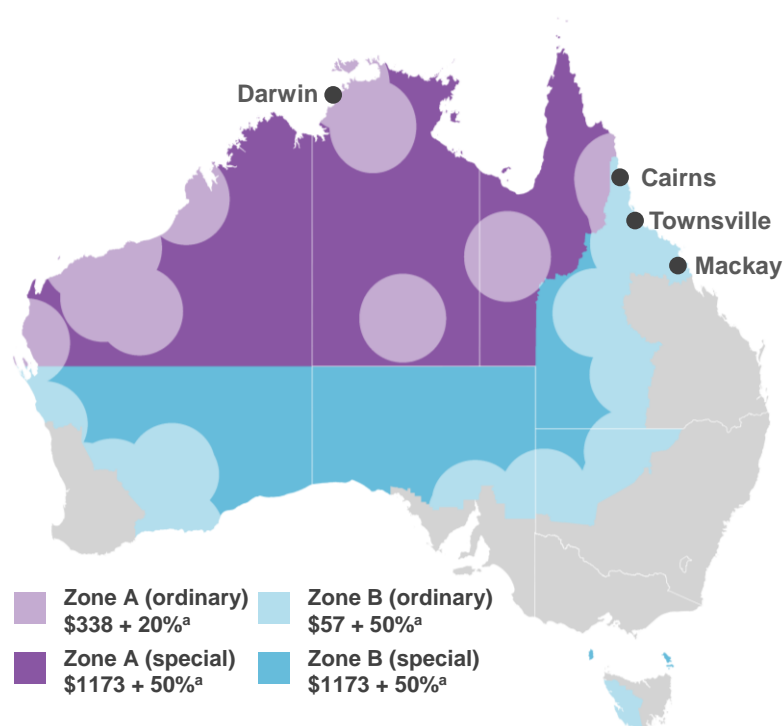 Darwin
Cairns
Townsville
Mackay
Zone A (ordinary)
$338 + 20%ᵃ
Zone B (ordinary)
$57 + 50%ᵃ
Zone A (special)
$1173 + 50%ᵃ
Zone B (special)
$1173 + 50%ᵃ